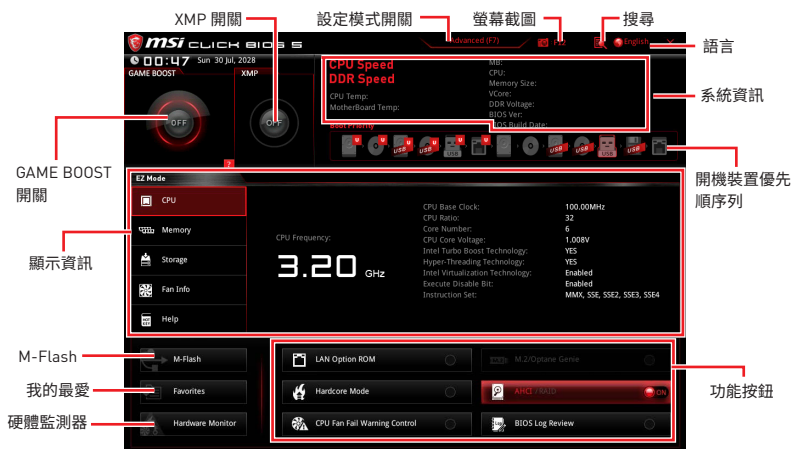 XMP 開關
設定模式開關
螢幕截圖
搜尋
msi CLICK BIOS 5
Advanced (F7)
F12
English
X
語言
00:47 Sun 30 Jul, 2028
GAME BOOST
XMP
OFF
OFF
CPU Speed
DDR Speed
CPU Temp:
MotherBoard Temp:
MB:
CPU:
Memory Size:
VCore:
DDR Voltage:
BIOS Ver:
BIOS Build Date:
系統資訊
Boot Priority
U U U U U U
USB USB USB USB USB USB USB
GAME BOOST
開關
開機裝置優先
順序列
?
EZ Mode
CPU
Memory
Storage
Fan Info
Help
顯示資訊
CPU Frequency:
3.20 GHz
CPU Base Clock: 100.00MHz
CPU Ratio: 32
Core Number: 6
CPU Core Voltage: 1.008V
Intel Turbo Boost Technology: YES
Hyper-Threading Technology: YES
Intel Virtualization Technology: Enabled
Execute Disable Bit: Enabled
Instruction Set: MMX, SSE, SSE2, SSE3, SSE4
M-Flash
我的最愛
硬體監測器
M-Flash
Favorites
Hardware Monitor
LAN Option ROM
M.2/Optane Genie
Hardcore Mode
AHCI /RAID
ON
CPU Fan Fail Warning Control
BIOS Log Review
功能按鈕